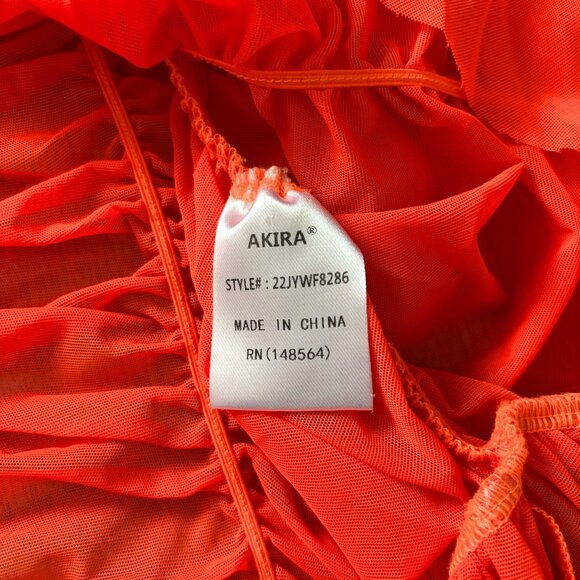 AKIRA®
STYLE#: 22JYWF8286
MADE IN CHINA
RN(148564)